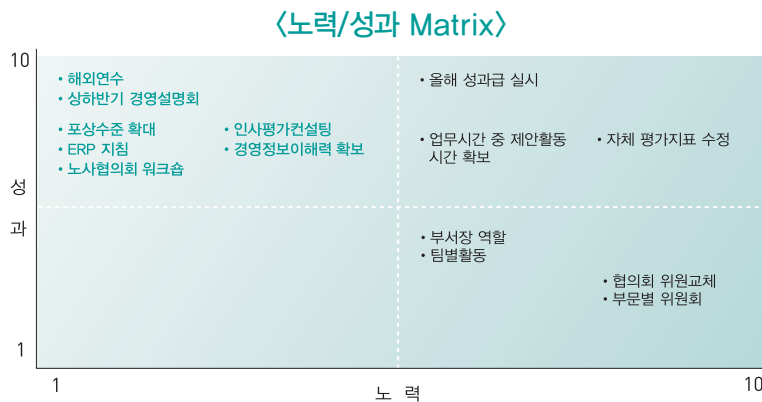 〈노력/성과 Matrix〉
10
• 해외연수
• 상하반기 경영설명회
• 포상수준 확대
• ERP 지침
• 노사협의회 워크숍
• 인사평가컨설팅
• 경영정보이해력 확보
• 올해 성과급 실시
• 업무시간 중 제안활동
시간 확보
• 자체 평가지표 수정
성
과
• 부서장 역할
• 팀별활동
• 협의회 위원교체
• 부문별 위원회
1
1
노 력
10